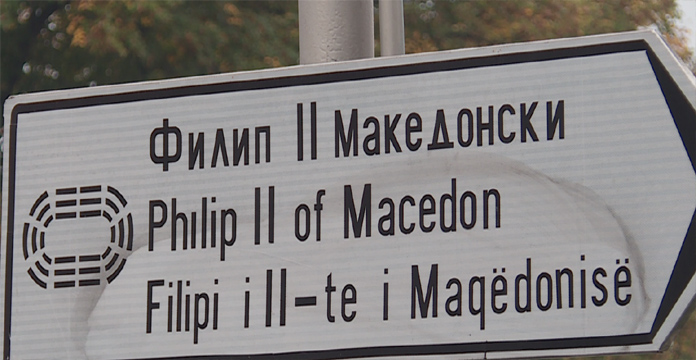 Филип II Македонски
Philip II of Macedon
Filipi i II-te i Maqëdonisë